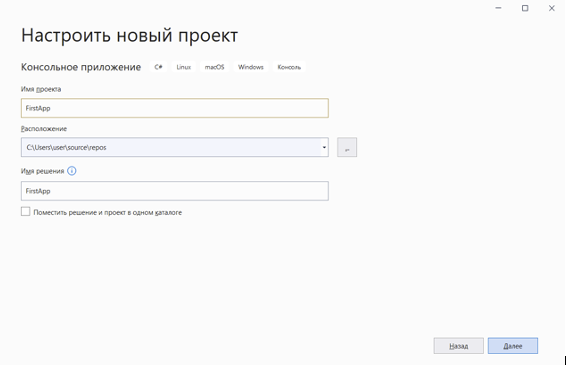 Настроить новый проект
Консольное приложение C# Linux macOS Windows Консоль
Имя проекта
FirstApp
Расположение
C:\Users\user\source\repos
...
Имя решения
FirstApp
Поместить решение и проект в одном каталоге
Назад Далее